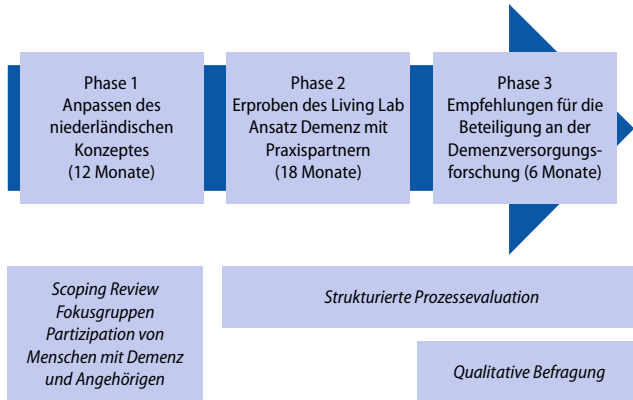 Phase 1
Anpassen des
niederländischen
Konzeptes
(12 Monate)
Phase 2
Erproben des Living Lab
Ansatz Demenz mit
Praxispartnern
(18 Monate)
Phase 3
Empfehlungen für die
Beteiligung an der
Demenzversorgungs-
forschung (6 Monate)
Scoping Review
Fokusgruppen
Partizipation von
Menschen mit Demenz
und Angehörigen
Strukturierte Prozessevaluation
Qualitative Befragung